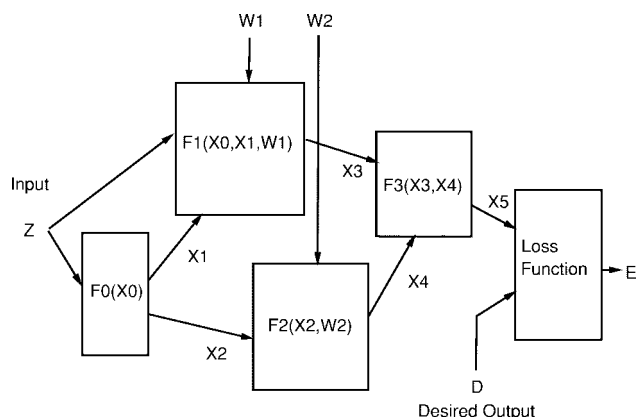 W1
W2
F1(X0,X1,W1)
X3
F3(X3,X4)
Input
X5
Z
X1
Loss
Function
E
F0(X0)
X4
F2(X2,W2)
X2
D
Desired Output